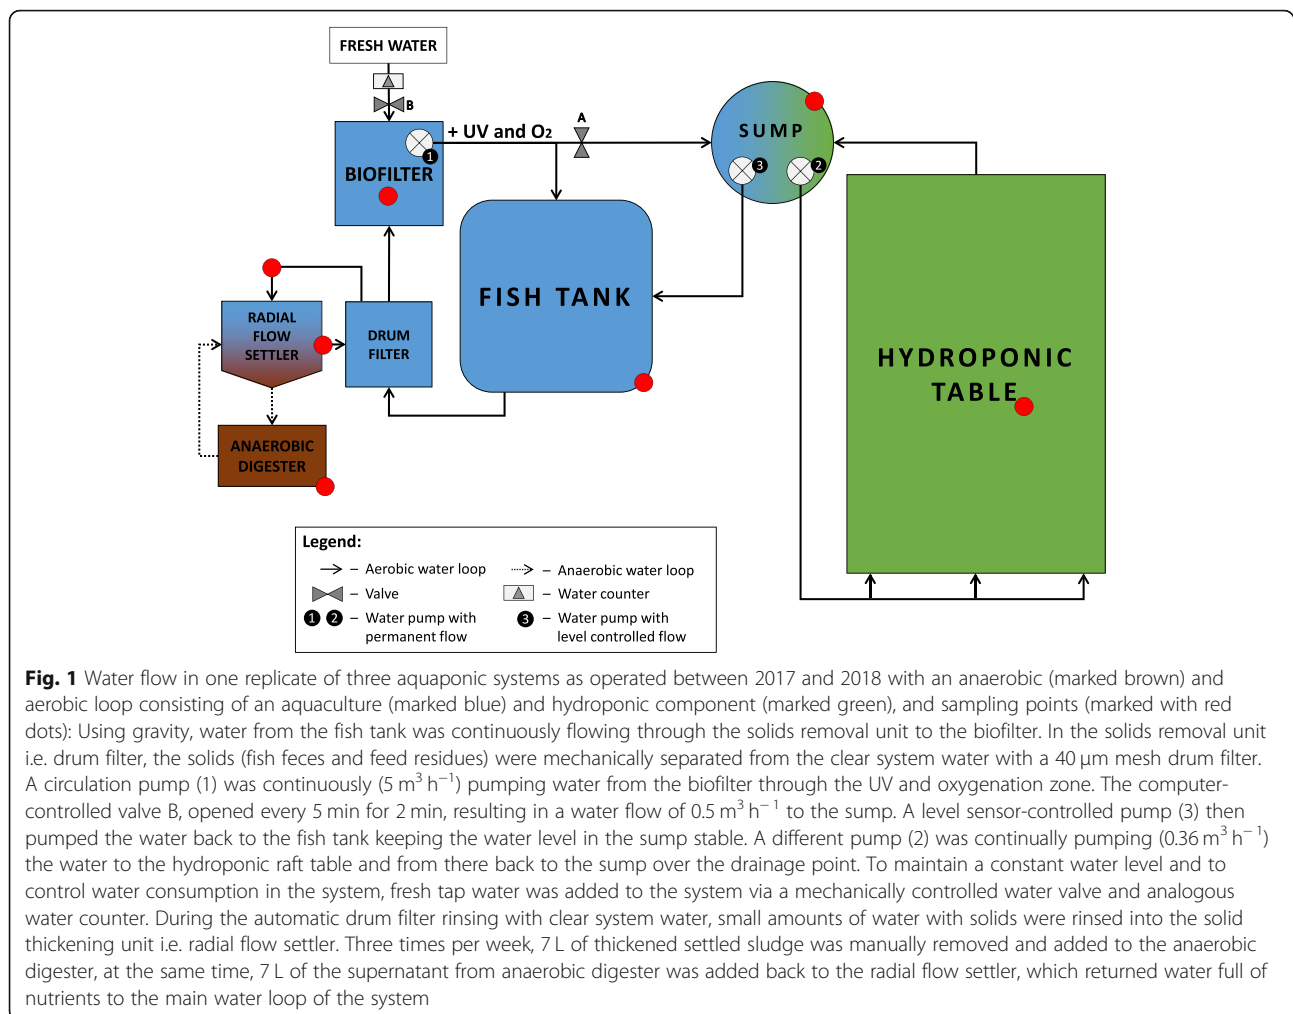 FRESH WATER
B
+ UV and O2
A
1
BIOFILTER
SUMP
3
2
FISH TANK
RADIAL
FLOW
SETTLER
DRUM
FILTER
HYDROPONIC
TABLE
ANAEROBIC
DIGESTER
Legend:
– Aerobic water loop
– Anaerobic water loop
– Valve
– Water counter
1 2 – Water pump with
permanent flow
3 – Water pump with
level controlled flow
Fig. 1 Water flow in one replicate of three aquaponic systems as operated between 2017 and 2018 with an anaerobic (marked brown) and
aerobic loop consisting of an aquaculture (marked blue) and hydroponic component (marked green), and sampling points (marked with red
dots): Using gravity, water from the fish tank was continuously flowing through the solids removal unit to the biofilter. In the solids removal unit
i.e. drum filter, the solids (fish feces and feed residues) were mechanically separated from the clear system water with a 40 μm mesh drum filter.
A circulation pump (1) was continuously (5 m³ h⁻¹) pumping water from the biofilter through the UV and oxygenation zone. The computer-
controlled valve B, opened every 5 min for 2 min, resulting in a water flow of 0.5 m³ h⁻¹ to the sump. A level sensor-controlled pump (3) then
pumped the water back to the fish tank keeping the water level in the sump stable. A different pump (2) was continually pumping (0.36 m³ h⁻¹)
the water to the hydroponic raft table and from there back to the sump over the drainage point. To maintain a constant water level and to
control water consumption in the system, fresh tap water was added to the system via a mechanically controlled water valve and analogous
water counter. During the automatic drum filter rinsing with clear system water, small amounts of water with solids were rinsed into the solid
thickening unit i.e. radial flow settler. Three times per week, 7 L of thickened settled sludge was manually removed and added to the anaerobic
digester, at the same time, 7 L of the supernatant from anaerobic digester was added back to the radial flow settler, which returned water full of
nutrients to the main water loop of the system